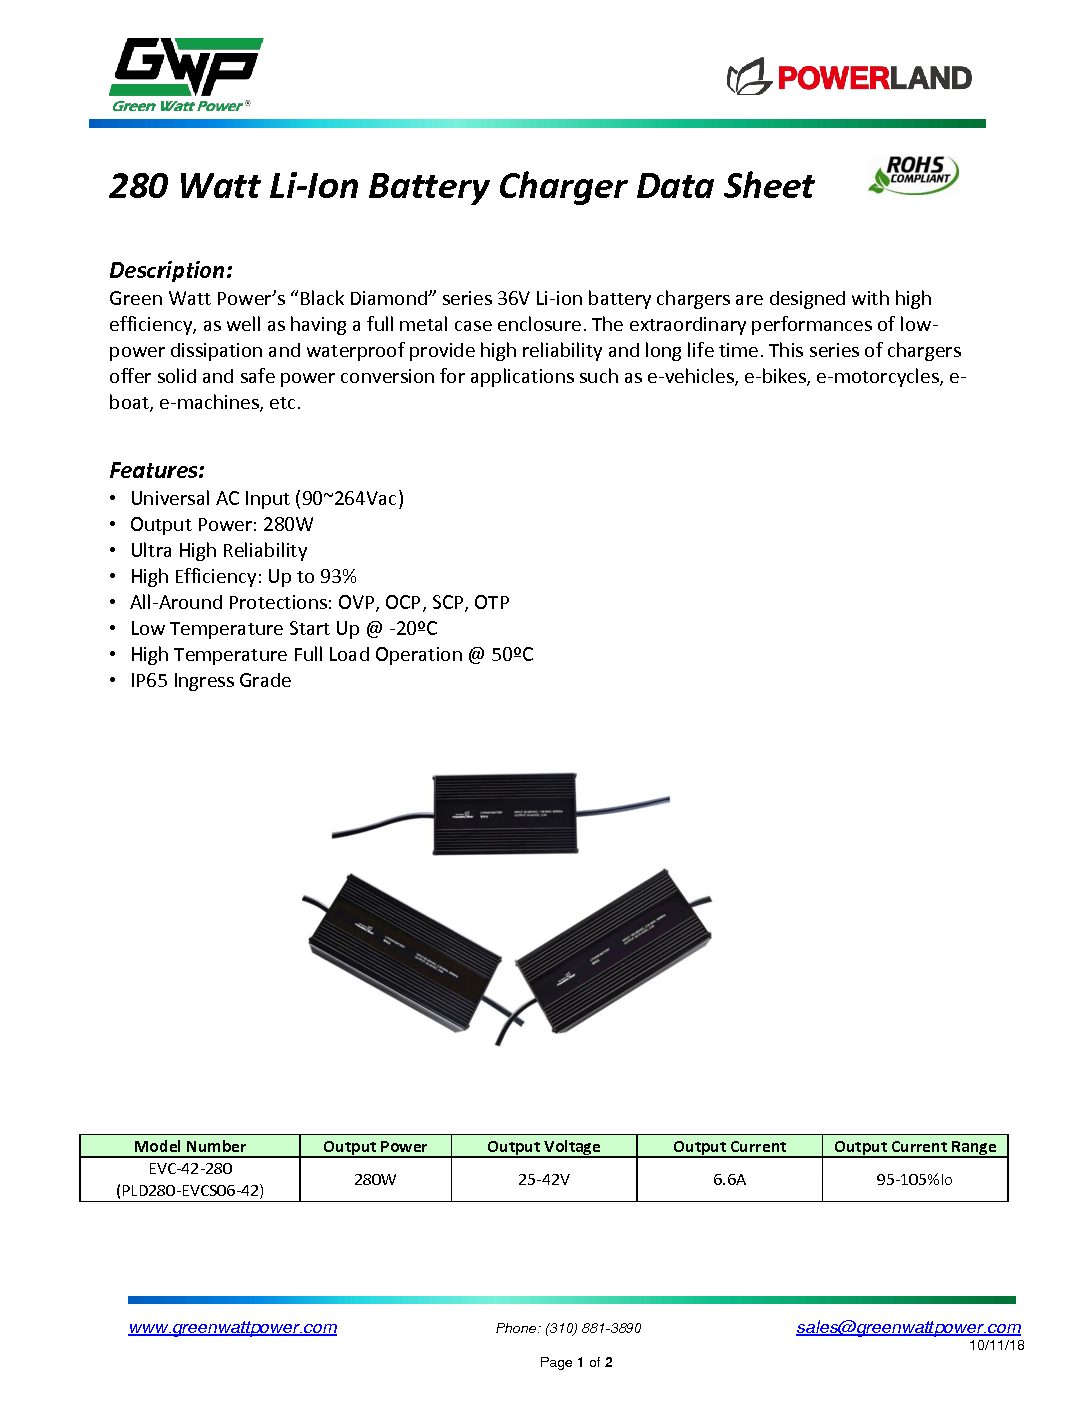 GWP
Green Watt Power®
POWERLAND
280 Watt Li-Ion Battery Charger Data Sheet
ROHS
COMPLIANT
Description:
Green Watt Power’s “Black Diamond” series 36V Li-ion battery chargers are designed with high
efficiency, as well as having a full metal case enclosure. The extraordinary performances of low-
power dissipation and waterproof provide high reliability and long life time. This series of chargers
offer solid and safe power conversion for applications such as e-vehicles, e-bikes, e-motorcycles, e-
boat, e-machines, etc.
Features:
• Universal AC Input (90~264Vac)
• Output Power: 280W
• Ultra High Reliability
• High Efficiency: Up to 93%
• All-Around Protections: OVP, OCP, SCP, OTP
• Low Temperature Start Up @ -20ºC
• High Temperature Full Load Operation @ 50ºC
• IP65 Ingress Grade
Model Number Output Power Output Voltage Output Current Output Current Range
EVC-42-280
(PLD280-EVCS06-42) 280W 25-42V 6.6A 95-105%Io
www.greenwattpower.com Phone: (310) 881-3890 sales@greenwattpower.com
10/11/18
Page 1 of 2